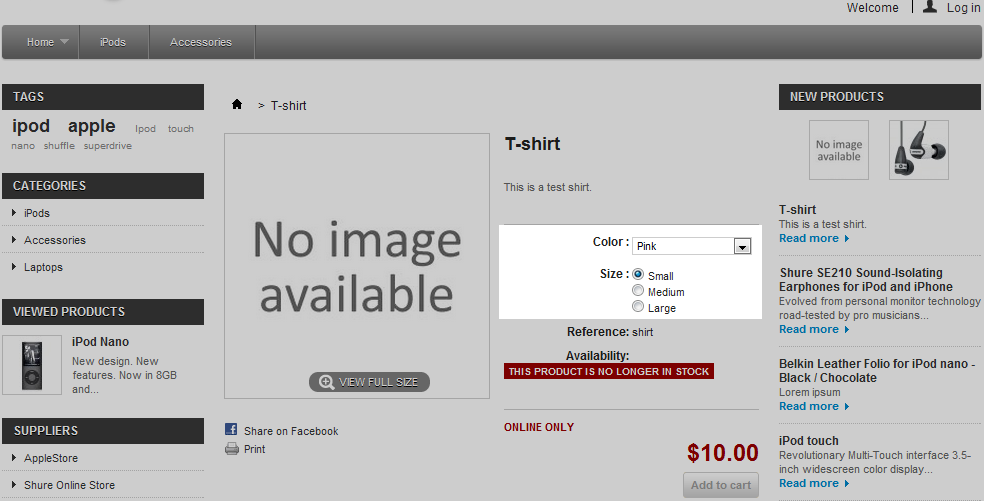 Welcome Log in
Home iPods Accessories
TAGS
ipod apple Ipod touch
nano shuffle superdrive
CATEGORIES
iPods
Accessories
Laptops
VIEWED PRODUCTS
iPod Nano
New design. New
features. Now in 8GB
and...
SUPPLIERS
AppleStore
Shure Online Store
> T-shirt
No image
available
VIEW FULL SIZE
Share on Facebook
Print
T-shirt
This is a test shirt.
Color : Pink
Size : Small
Medium
Large
Reference: shirt
Availability:
THIS PRODUCT IS NO LONGER IN STOCK
ONLINE ONLY
$10.00
Add to cart
NEW PRODUCTS
No image
available
T-shirt
This is a test shirt.
Read more
Shure SE210 Sound-Isolating
Earphones for iPod and iPhone
Evolved from personal monitor technology
road-tested by pro musicians...
Read more
Belkin Leather Folio for iPod nano -
Black / Chocolate
Lorem ipsum
Read more
iPod touch
Revolutionary Multi-Touch interface 3.5-
inch widescreen color display...
Read more